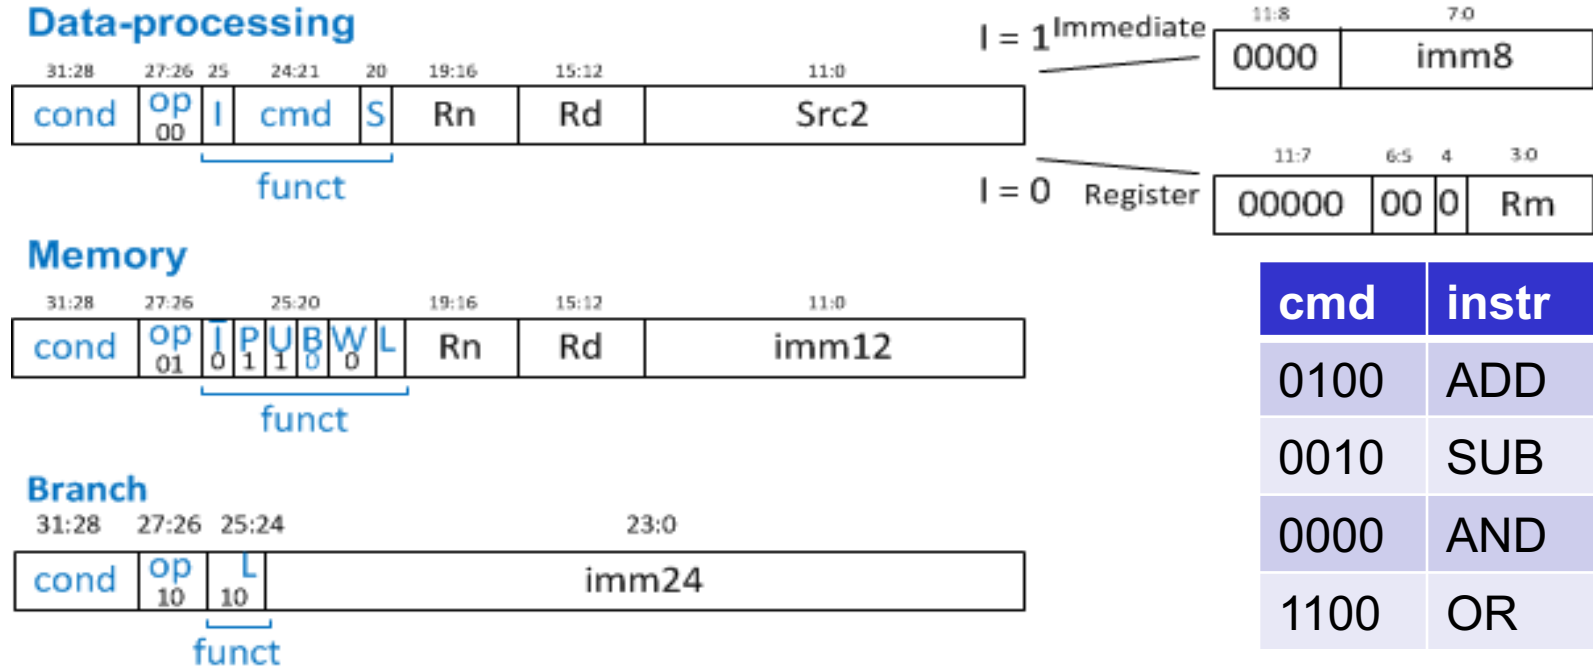 Data-processing
31:28 27:26 25 24:21 20 19:16 15:12 11:0
cond op 00 I cmd S Rn Rd Src2
funct
I = 1 Immediate
11:8 7:0
0000 imm8
I = 0 Register
11:7 6:5 4 3:0
00000 00 0 Rm
Memory
31:28 27:26 25:20 19:16 15:12 11:0
cond op 01 I 0 P 1 U 1 B 0 W 0 L Rn Rd imm12
funct
Branch
31:28 27:26 25:24 23:0
cond op 10 L 10 imm24
funct
cmd instr
0100 ADD
0010 SUB
0000 AND
1100 OR